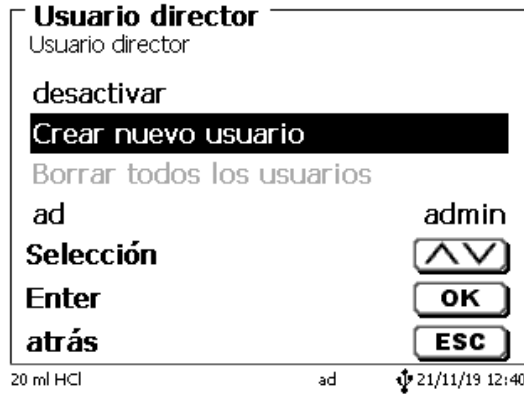 Usuario director
Usuario director
desactivar
Crear nuevo usuario
Borrar todos los usuarios
ad admin
Selección
Enter OK
atrás ESC
20 ml HCl ad 21/11/19 12:40